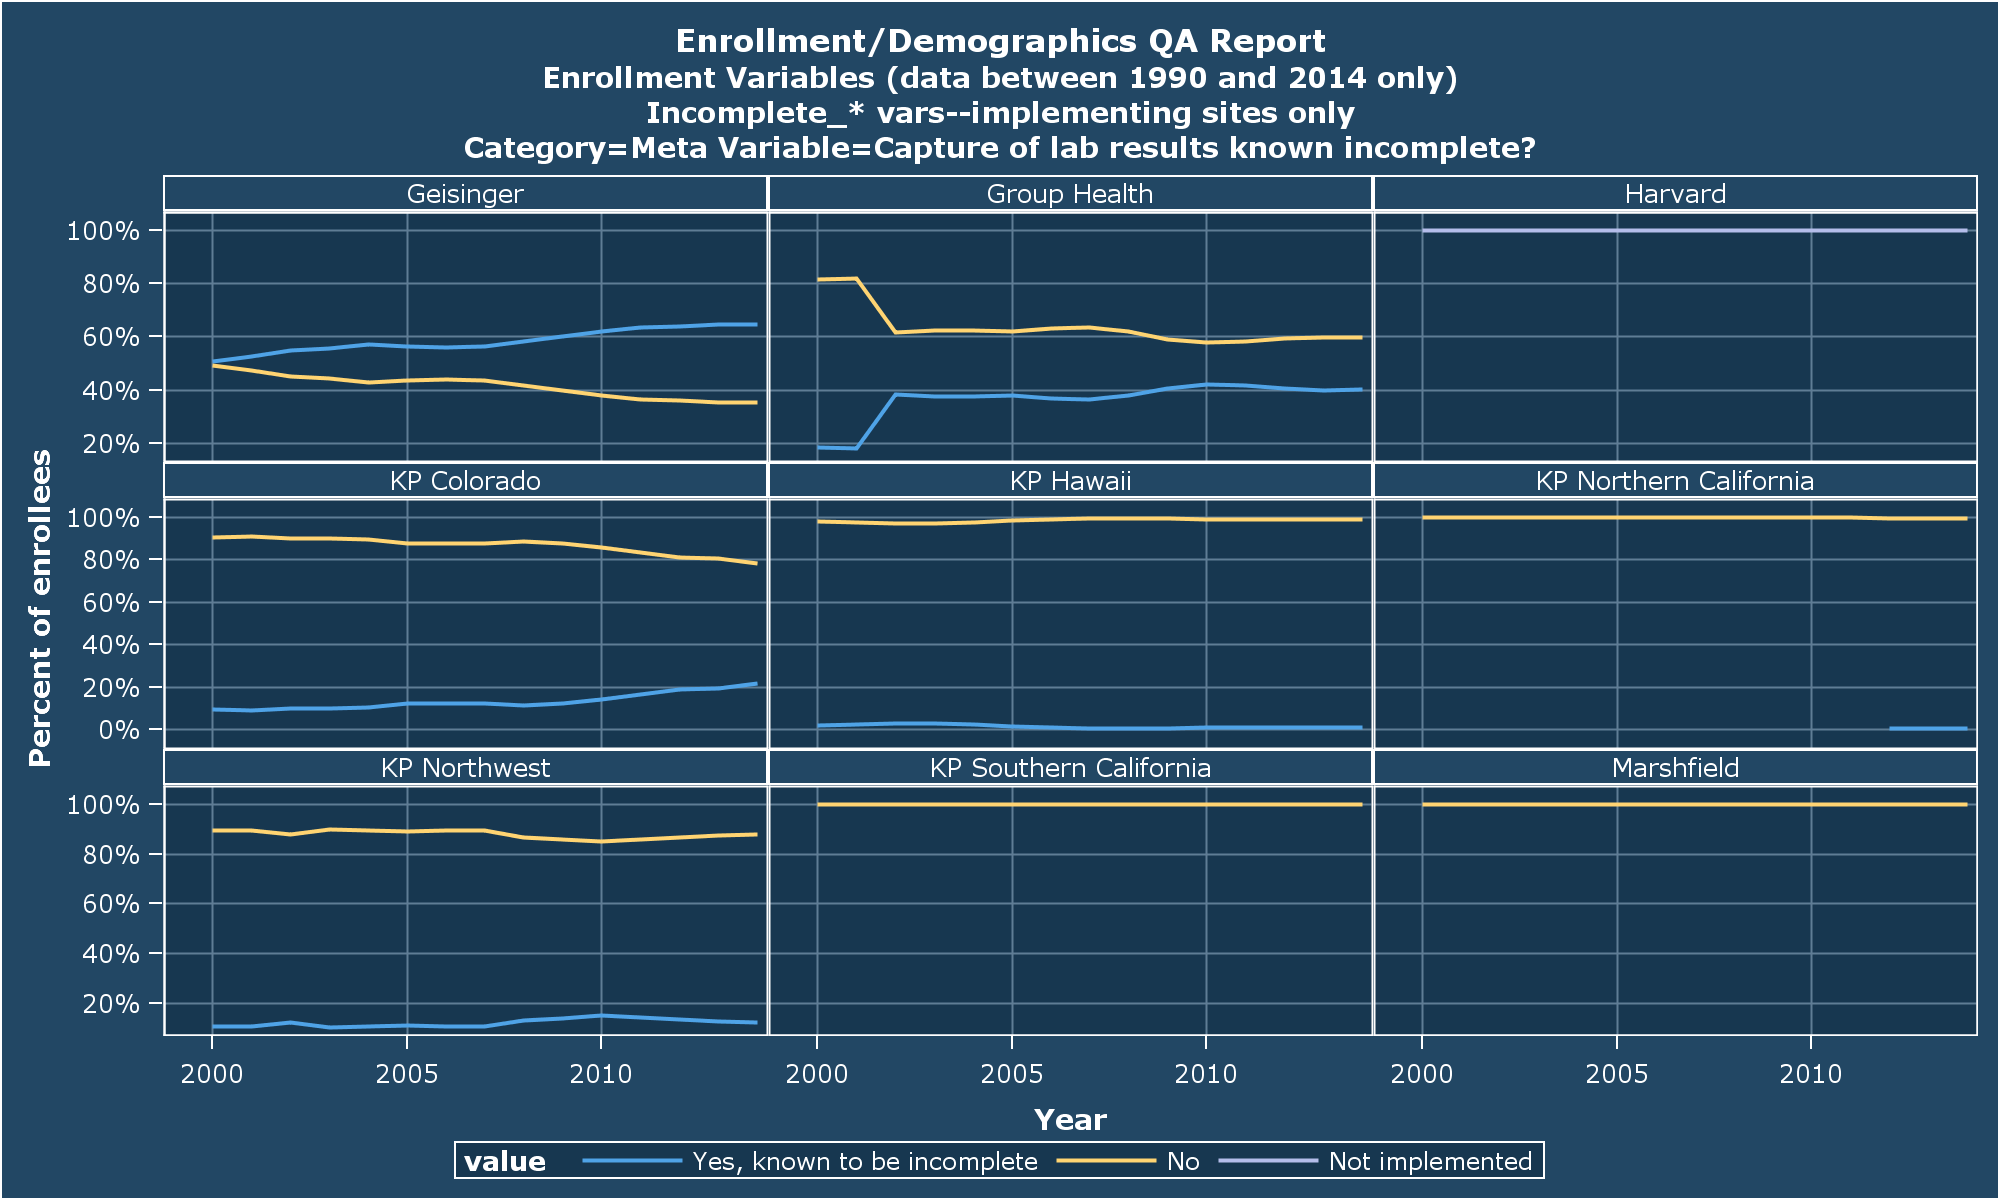 Enrollment/Demographics QA Report
Enrollment Variables (data between 1990 and 2014 only)
Incomplete_* vars--implementing sites only
Category=Meta Variable=Capture of lab results known incomplete?
Geisinger
Group Health
Harvard
100%
80%
60%
40%
20%
KP Colorado
KP Hawaii
KP Northern California
100%
80%
60%
40%
20%
0%
KP Northwest
KP Southern California
Marshfield
100%
80%
60%
40%
20%
Percent of enrollees
2000 2005 2010 2000 2005 2010 2000 2005 2010
Year
value Yes, known to be incomplete No Not implemented